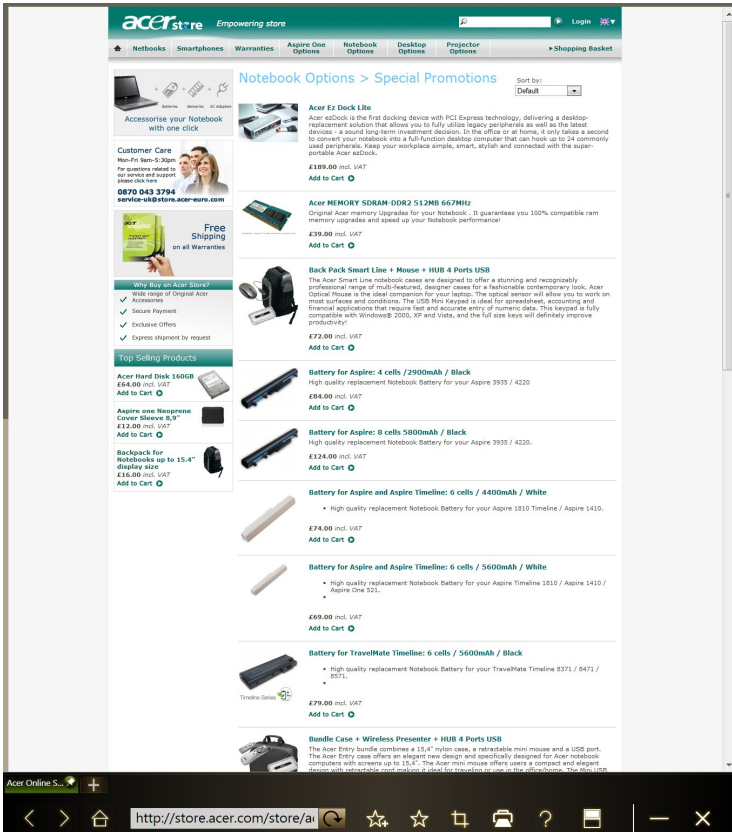 acer store Empowering store
Login
Netbooks Smartphones Warranties Aspire One Options Notebook Options Desktop Options Projector Options Shopping Basket
Batteries Memories AC Adapters
Accessorise your Notebook
with one click
Customer Care
Mon-Fri 9am-5:30pm
For questions related to
our service and support
please click here
0870 043 3794
service-uk@store.acer-euro.com
acer
Free
Shipping
on all Warranties
Why Buy on Acer Store?
Wide range of Original Acer
Accessories
Secure Payment
Exclusive Offers
Express shipment by request
Top Selling Products
Acer Hard Disk 160GB
£64.00 incl. VAT
Add to Cart
Aspire one Neoprene
Cover Sleeve 8,9"
£12.00 incl. VAT
Add to Cart
Backpack for
Notebooks up to 15.4"
display size
£16.00 incl. VAT
Add to Cart
Notebook Options > Special Promotions
Sort by:
Default
Acer Ez Dock Lite
Acer ezDock is the first docking device with PCI Express technology, delivering a desktop-
replacement solution that allows you to fully utilize legacy peripherals as well as the latest
devices - a sound long-term investment decision. In the office or at home, it only takes a second
to convert your notebook into a full-function desktop computer that can hook up to 24 commonly
used peripherals. Keep your workplace simple, smart, stylish and connected with the super-
portable Acer ezDock.
£189.00 incl. VAT
Add to Cart
Acer MEMORY SDRAM-DDR2 512MB 667MHz
Original Acer memory Upgrades for your Notebook . It guarantees you 100% compatible ram
memory upgrades and speed up your Notebook performance!
£39.00 incl. VAT
Add to Cart
Back Pack Smart Line + Mouse + HUB 4 Ports USB
The Acer Smart Line notebook cases are designed to offer a stunning and recognizably
professional range of multi-featured, designer cases for a fashionable contemporary look. Acer
Optical Mouse is the ideal companion for your laptop. The optical sensor will allow you to work on
most surfaces and conditions. The USB Mini Keypad is ideal for spreadsheet, accounting and
financial applications that require fast and accurate entry of numeric data. This keypad is fully
compatible with Windows® 2000, XP and Vista, and the full size keys will definitely improve
productivity!
£72.00 incl. VAT
Add to Cart
Battery for Aspire: 4 cells /2900mAh / Black
High quality replacement Notebook Battery for your Aspire 3935 / 4220
£84.00 incl. VAT
Add to Cart
Battery for Aspire: 8 cells 5800mAh / Black
High quality replacement Notebook Battery for your Aspire 3935 / 4220.
£124.00 incl. VAT
Add to Cart
Battery for Aspire and Aspire Timeline: 6 cells / 4400mAh / White
• High quality replacement Notebook Battery for your Aspire 1810 Timeline / Aspire 1410.
£74.00 incl. VAT
Add to Cart
Battery for Aspire and Aspire Timeline: 6 cells / 5600mAh / White
• High quality replacement Notebook Battery for your Aspire Timeline 1810 / Aspire 1410 /
Aspire One 521.
•
£69.00 incl. VAT
Add to Cart
Battery for TravelMate Timeline: 6 cells / 5600mAh / Black
• High quality replacement Notebook Battery for your TravelMate Timeline 8371 / 8471 /
8571.
•
Timeline Series
£79.00 incl. VAT
Add to Cart
Bundle Case + Wireless Presenter + HUB 4 Ports USB
The Acer Entry bundle combines a 15,4" nylon case, a retractable mini mouse and a USB port.
The Acer Entry case offers an elegant new design and specifically designed for Acer notebook
computers with screens up to 15,4". The Acer mini mouse offers users a compact and elegant
design with retractable cord making it ideal for traveling or use in the office/home. The Mini USB
Acer Online S...
http://store.acer.com/store/a